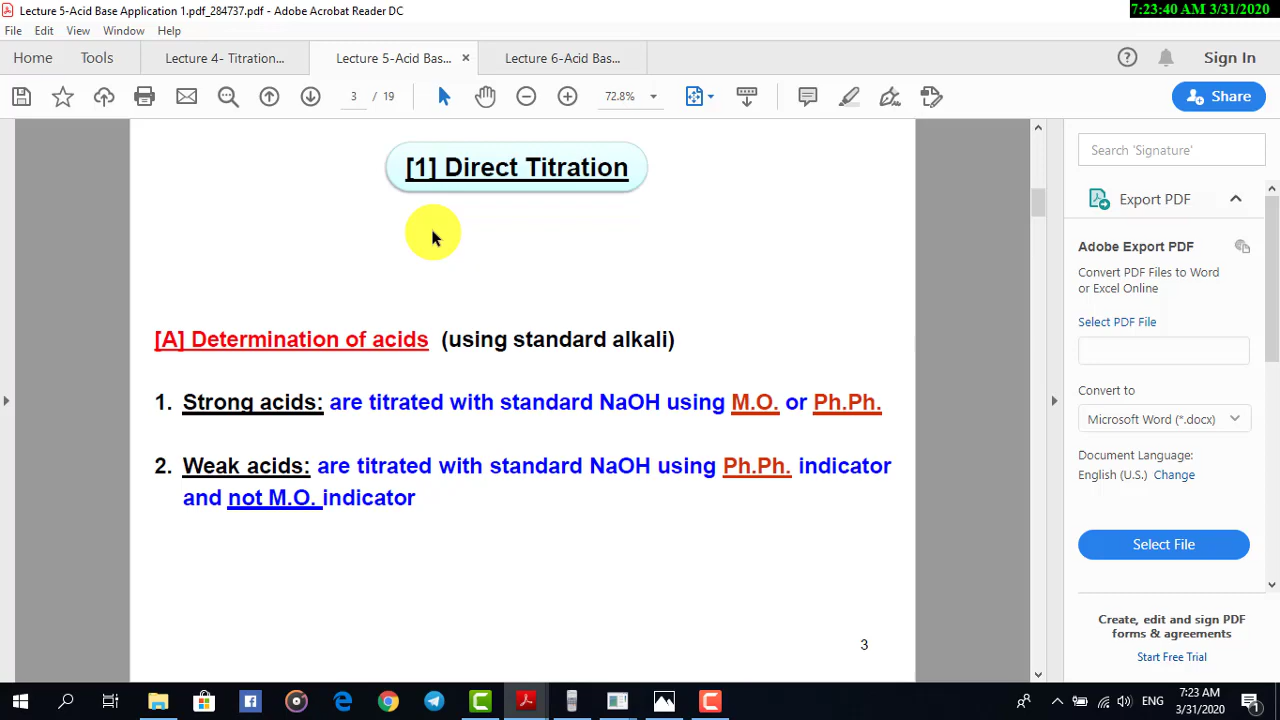 Lecture 5-Acid Base Application 1.pdf_284737.pdf - Adobe Acrobat Reader DC
7:23:40 AM 3/31/2020
File Edit View Window Help
Home Tools Lecture 4- Titration... Lecture 5-Acid Bas... × Lecture 6-Acid Bas... Sign In
3 / 19 72.8% Share
[1] Direct Titration
[A] Determination of acids (using standard alkali)
1. Strong acids: are titrated with standard NaOH using M.O. or Ph.Ph.
2. Weak acids: are titrated with standard NaOH using Ph.Ph. indicator
and not M.O. indicator
3
Search 'Signature'
Export PDF
Adobe Export PDF
Convert PDF Files to Word
or Excel Online
Select PDF File
Convert to
Microsoft Word (*.docx)
Document Language:
English (U.S.) Change
Select File
Create, edit and sign PDF
forms & agreements
Start Free Trial
ENG
7:23 AM
3/31/2020
1